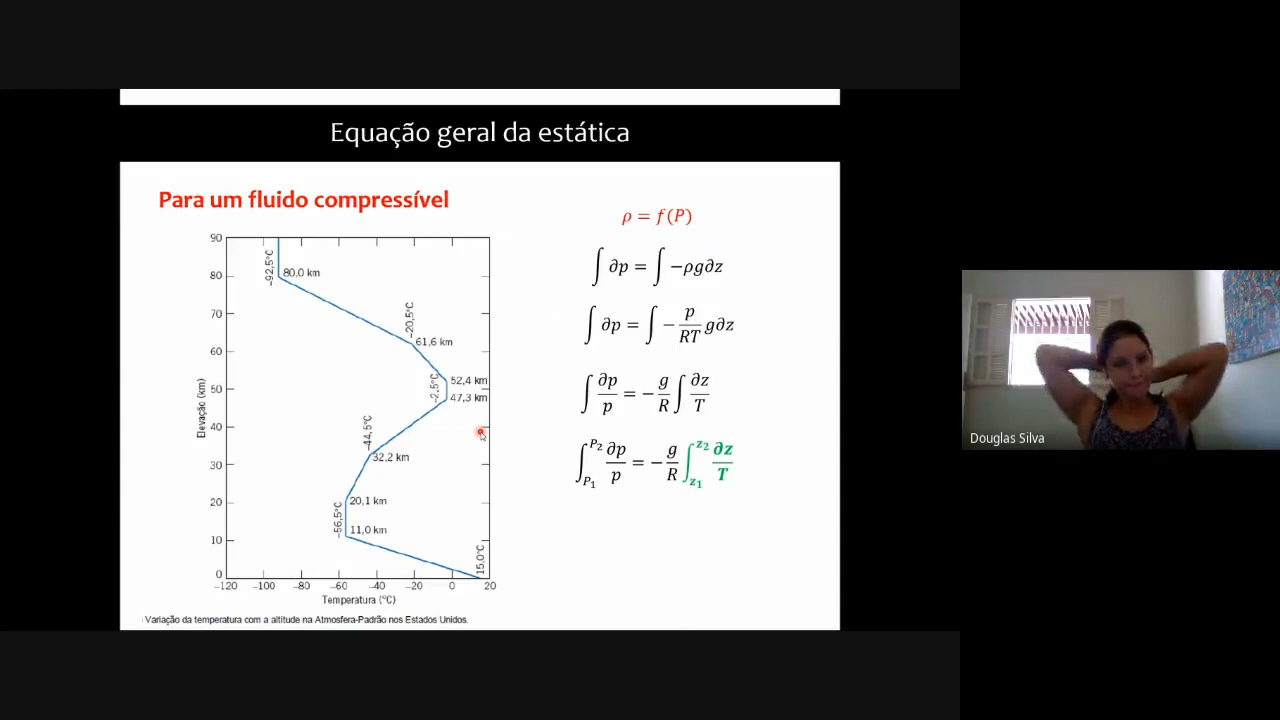 Equação geral da estática
Para um fluido compressível
ρ = f(P)
∫ ∂p = ∫ −ρg∂z
∫ ∂p = ∫ − p/RT g∂z
∫ ∂p/p = − g/R ∫ ∂z/T
∫_{P₁}^{P₂} ∂p/p = − g/R ∫_{z₁}^{z₂} ∂z/T
Elevação (km)
90
80
70
60
50
40
30
20
10
0
−92,5°C
80,0 km
−20,5°C
61,6 km
52,4 km
−2,5°C
47,3 km
−44,5°C
32,2 km
20,1 km
−56,5°C
11,0 km
15,0°C
−120 −100 −80 −60 −40 −20 0 20
Temperatura (°C)
Variação da temperatura com a altitude na Atmosfera-Padrão nos Estados Unidos.
Douglas Silva